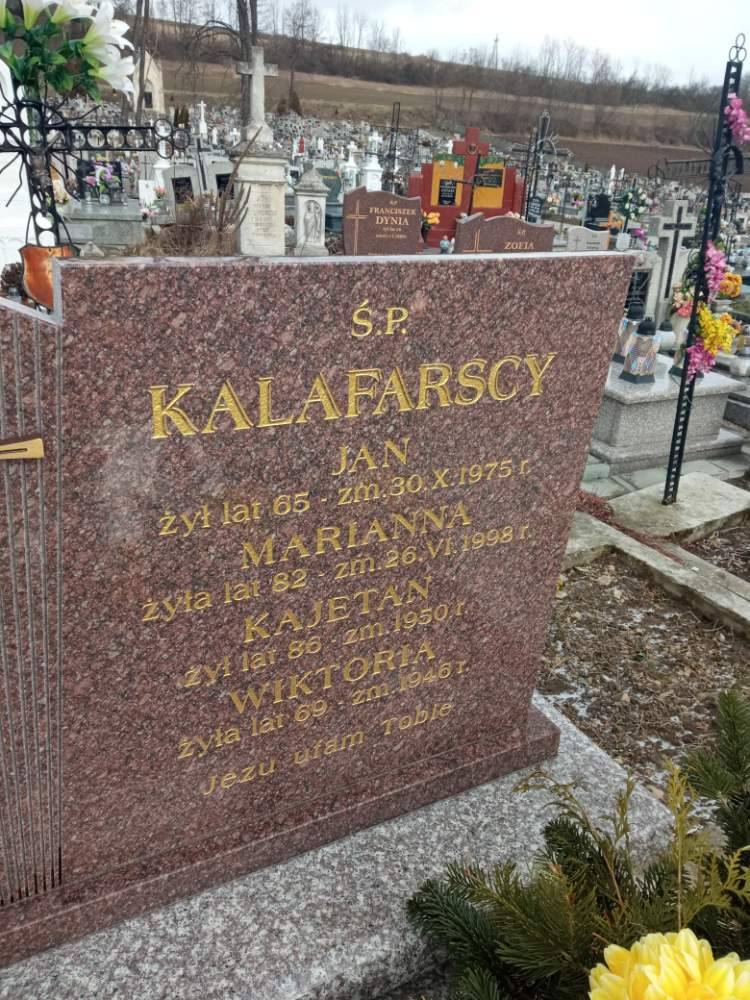 Ś.P.
KALAFARSCY
JAN
żył lat 65 - zm.30.X.1975 r.
MARIANNA
żyła lat 82 - zm.26.VI.1998 r.
KAJETAN
żył lat 86 - zm.1950 r.
WIKTORIA
żyła lat 69 - zm.1946 r.
Jezu ufam Tobie
FRANCISZEK
DYNIA
ZOFIA